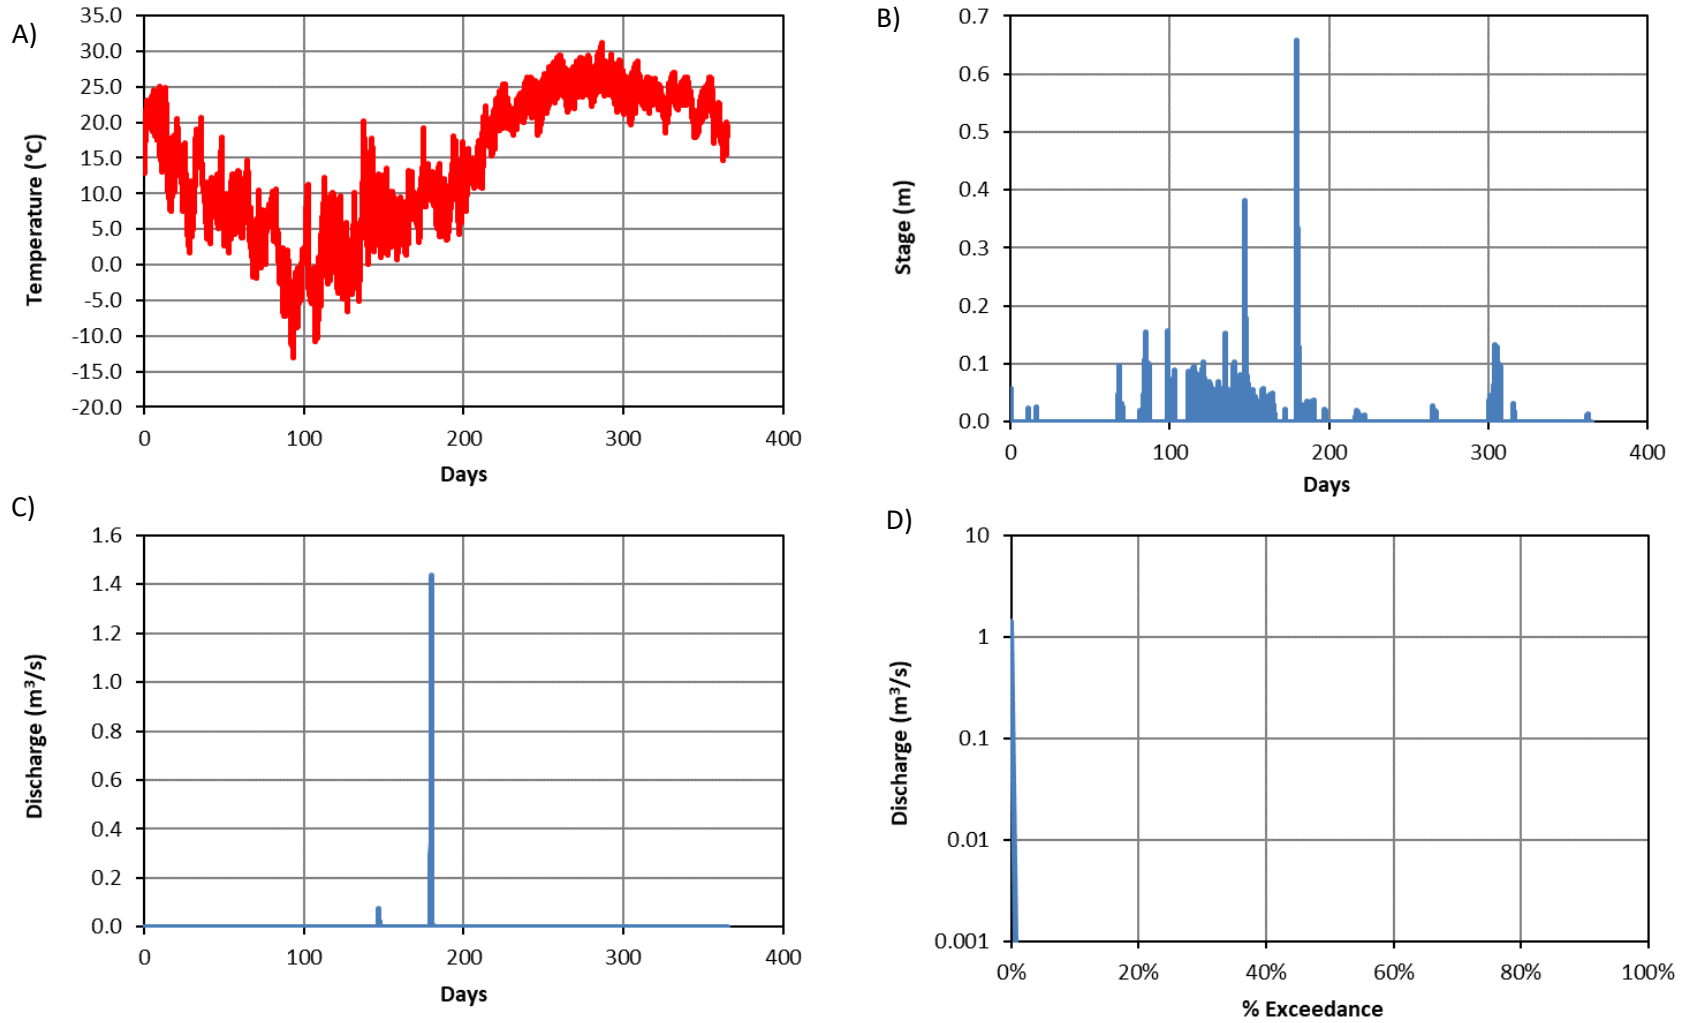 A)
35.0
30.0
25.0
20.0
15.0
10.0
5.0
0.0
-5.0
-10.0
-15.0
-20.0
Temperature (°C)
0 100 200 300 400
Days
B)
0.7
0.6
0.5
0.4
0.3
0.2
0.1
0.0
Stage (m)
0 100 200 300 400
Days
C)
1.6
1.4
1.2
1.0
0.8
0.6
0.4
0.2
0.0
Discharge (m³/s)
0 100 200 300 400
Days
D)
10
1
0.1
0.01
0.001
Discharge (m³/s)
0% 20% 40% 60% 80% 100%
% Exceedance